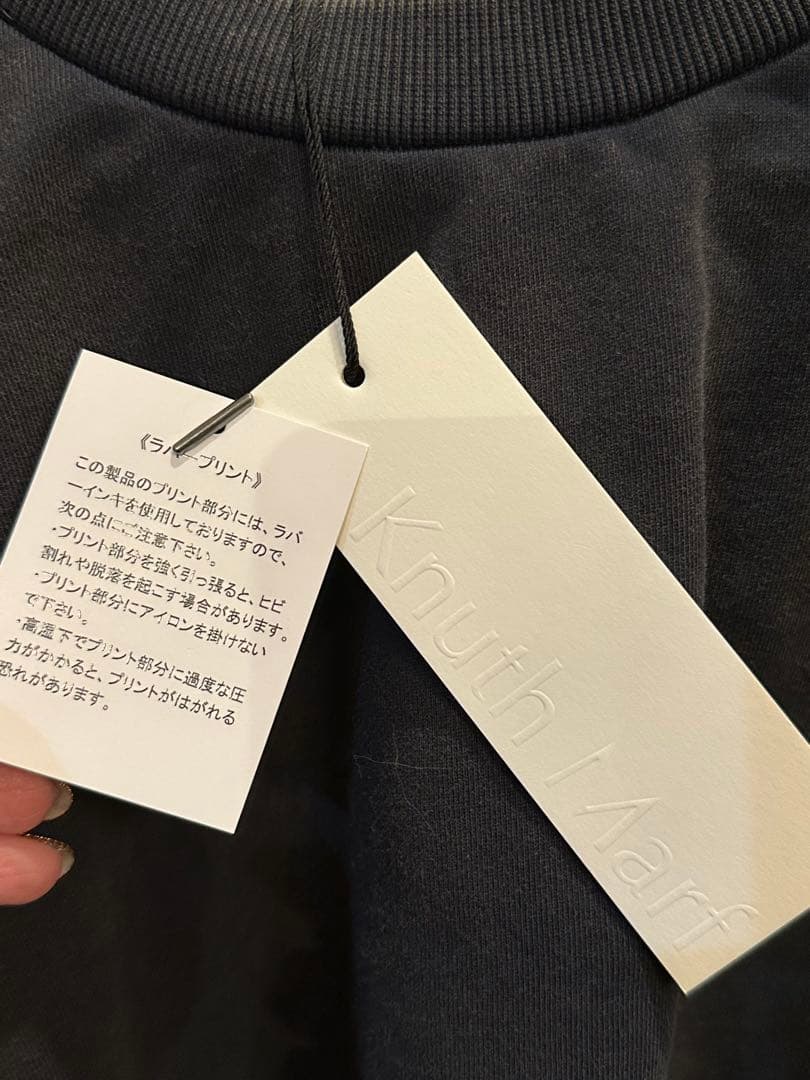 《ラバープリント》
この製品のプリント部分には、ラバ
ーインキを使用しておりますので、
次の点にご注意下さい。
・プリント部分を強く引っ張ると、ヒビ
割れや脱落を起こす場合があります。
・プリント部分にアイロンを掛けない
で下さい。
・高温下でプリント部分に過度な圧
力がかかると、プリントがはがれる
恐れがあります。
Knuth Marf